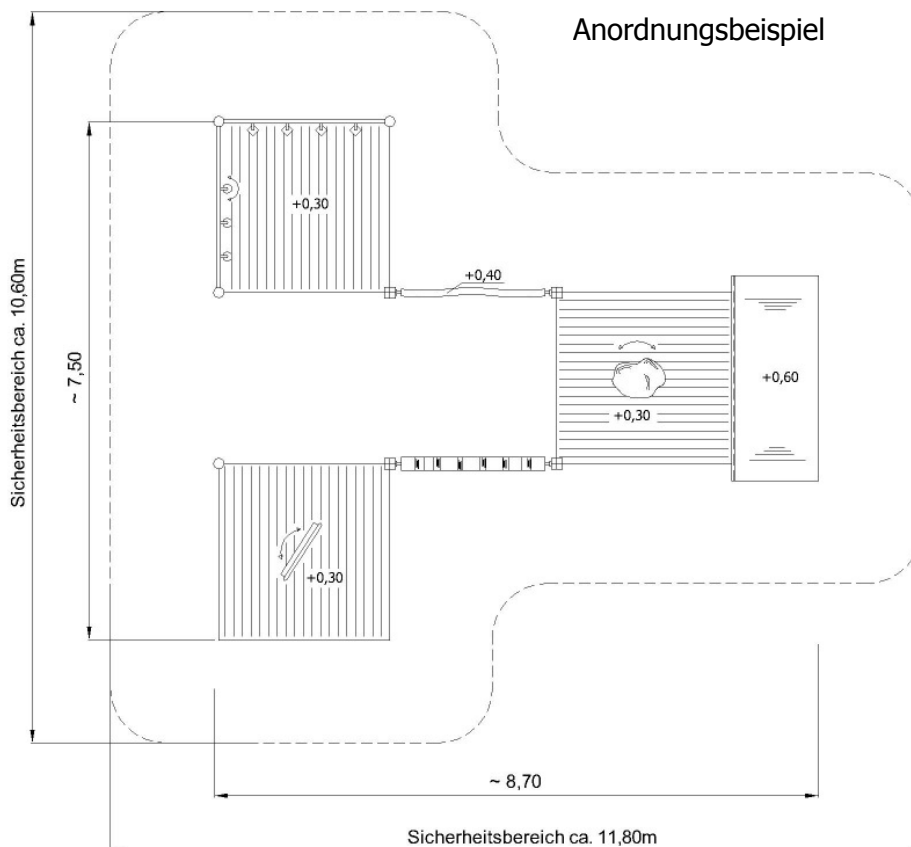 Anordnungsbeispiel
+0,30
+0,40
Sicherheitsbereich ca. 10,60m
~ 7,50
+0,60
+0,30
+0,30
~ 8,70
Sicherheitsbereich ca. 11,80m